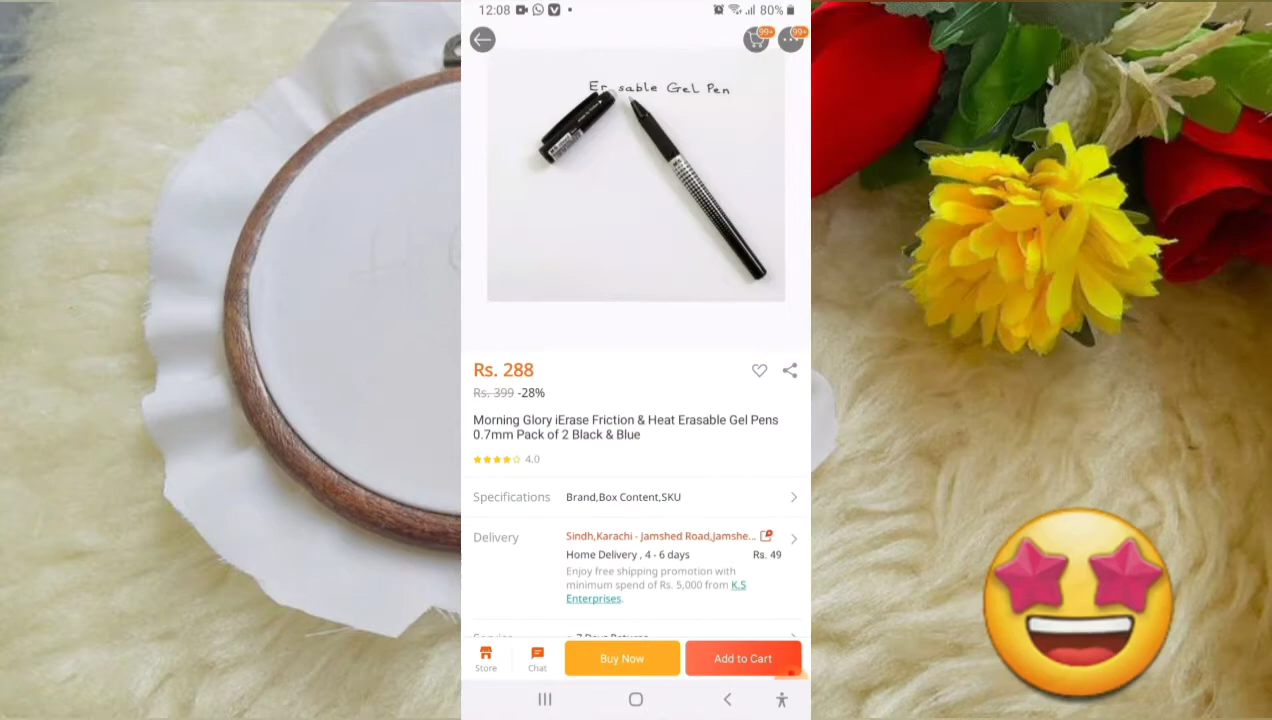 12:08
80%
99+
99+
Er sable Gel Pen
Rs. 288
Rs. 399 -28%
Morning Glory iErase Friction & Heat Erasable Gel Pens
0.7mm Pack of 2 Black & Blue
4.0
Specifications Brand,Box Content,SKU
Delivery Sindh,Karachi - Jamshed Road,Jamshe...
Home Delivery , 4 - 6 days Rs. 49
Enjoy free shipping promotion with
minimum spend of Rs. 5,000 from K.S
Enterprises.
Service 7 Days Returns
Store
Chat
Buy Now
Add to Cart